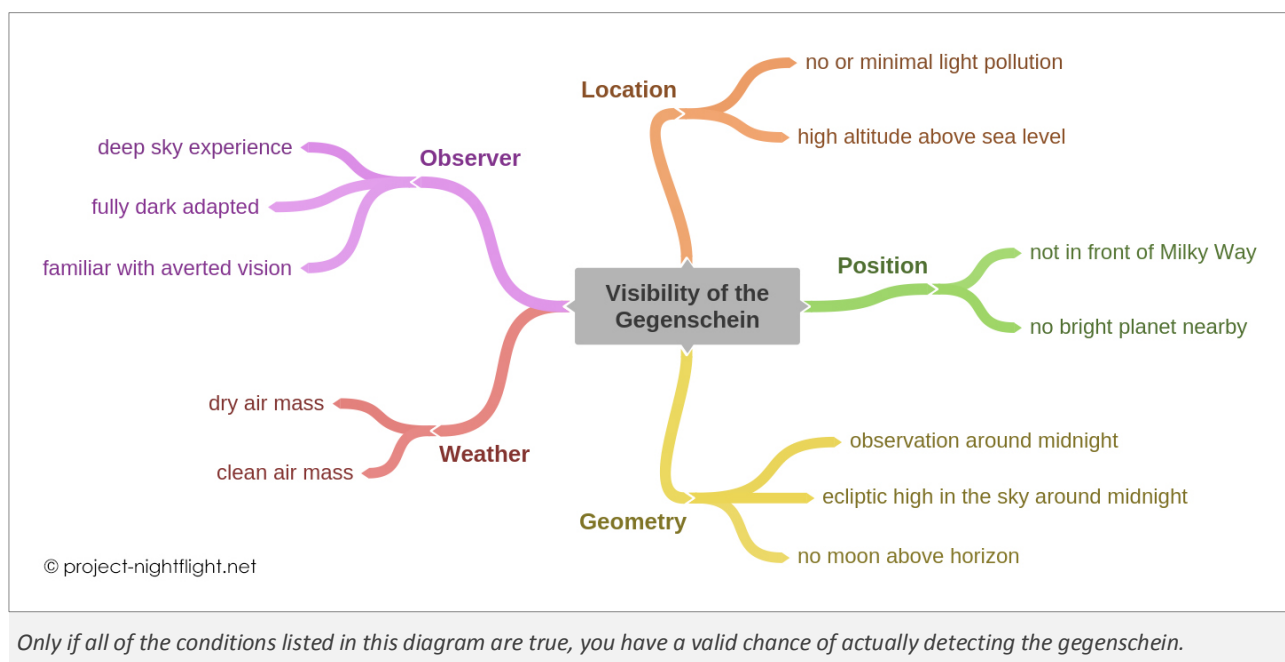 Location
no or minimal light pollution
high altitude above sea level
Observer
deep sky experience
fully dark adapted
familiar with averted vision
Position
not in front of Milky Way
no bright planet nearby
Visibility of the
Gegenschein
Weather
dry air mass
clean air mass
Geometry
observation around midnight
ecliptic high in the sky around midnight
no moon above horizon
© project-nightflight.net
Only if all of the conditions listed in this diagram are true, you have a valid chance of actually detecting the gegenschein.